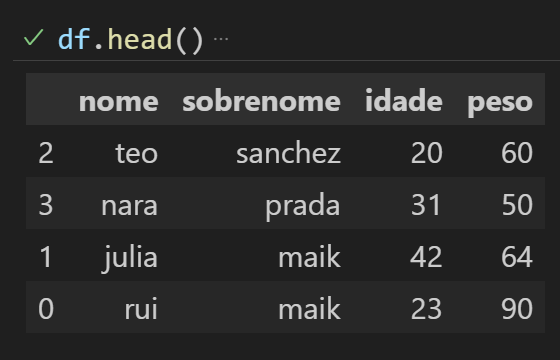 df.head() ···
nome sobrenome idade peso
2 teo sanchez 20 60
3 nara prada 31 50
1 julia maik 42 64
0 rui maik 23 90